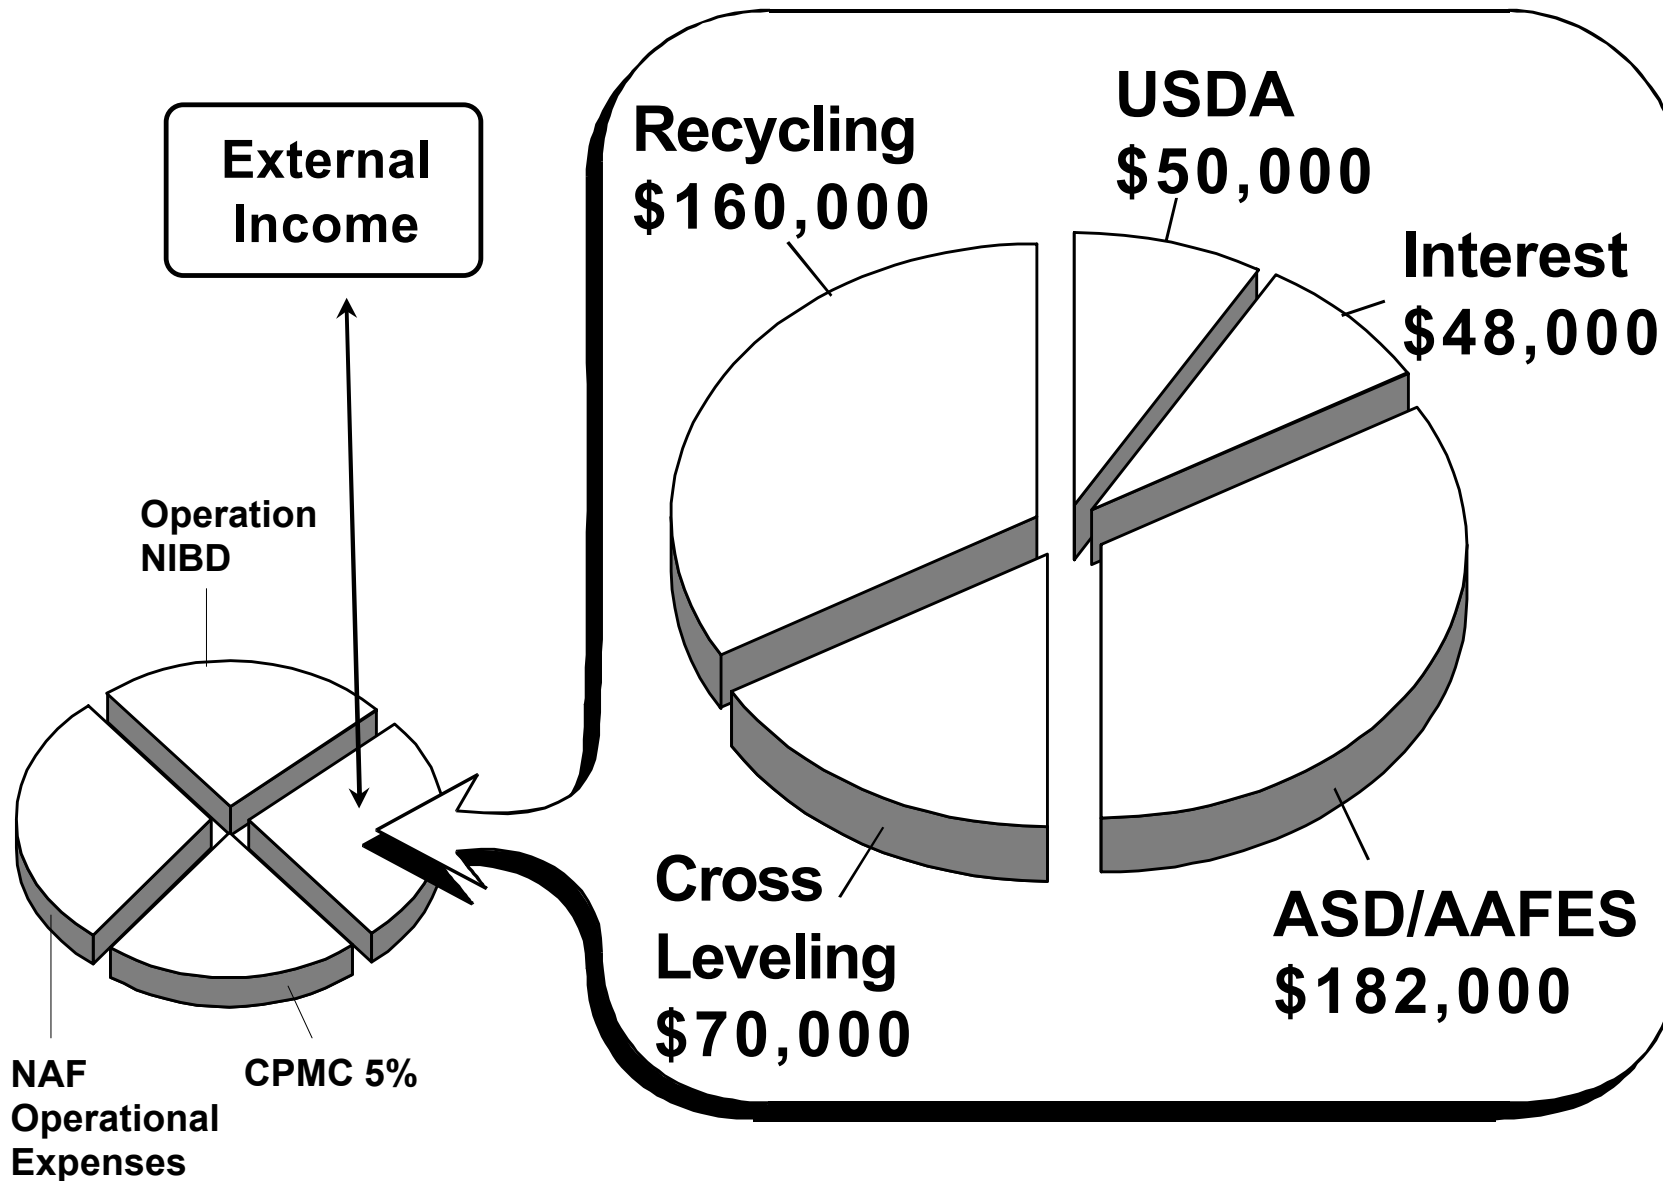 External
Income
Recycling
$160,000
USDA
$50,000
Interest
$48,000
Operation
NIBD
Cross
Leveling
$70,000
ASD/AAFES
$182,000
NAF
Operational
Expenses
CPMC 5%